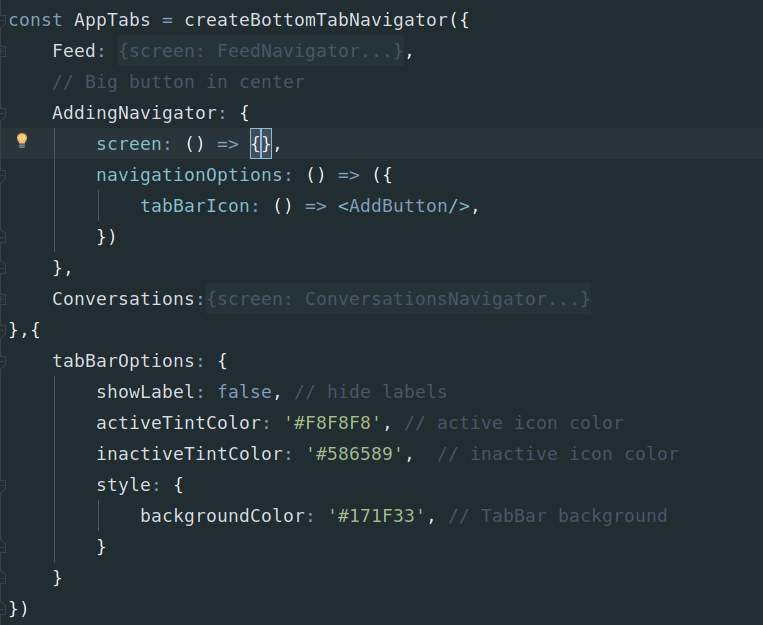 const AppTabs = createBottomTabNavigator({
    Feed: {screen: FeedNavigator...},
    // Big button in center
    AddingNavigator: {
        screen: () => {},
        navigationOptions: () => ({
            tabBarIcon: () => <AddButton/>,
        })
    },
    Conversations:{screen: ConversationsNavigator...}
},{
    tabBarOptions: {
        showLabel: false, // hide labels
        activeTintColor: '#F8F8F8', // active icon color
        inactiveTintColor: '#586589',  // inactive icon color
        style: {
            backgroundColor: '#171F33', // TabBar background
        }
    }
})